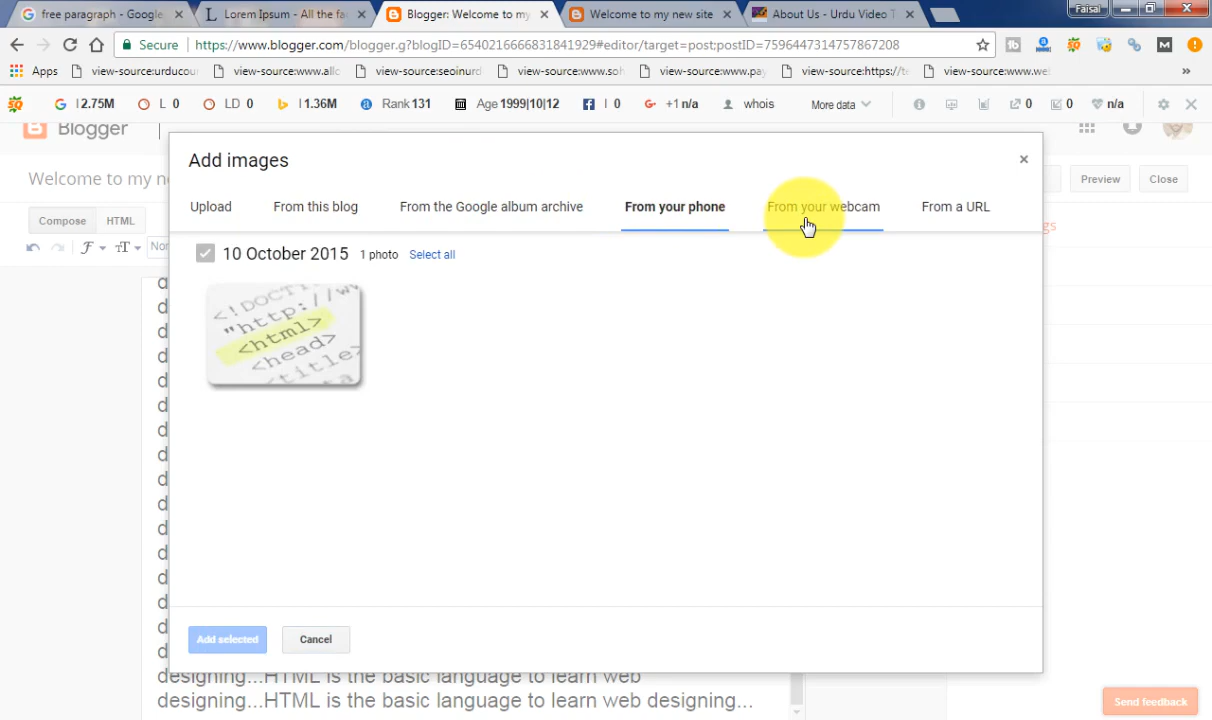 free paragraph - Google
Lorem Ipsum - All the fa
Blogger: Welcome to my
Welcome to my new site
About Us - Urdu Video T
Faisal
Secure
https://www.blogger.com/blogger.g?blogID=6540216666831841929#editor/target=post;postID=7596447314757867208
Apps
view-source:urducou
view-source:www.allc
view-source:seoinurd
view-source:www.soh
view-source:www.pay
view-source:https://te
view-source:www.we
»
I 2.75M
L 0
LD 0
I 1.36M
Rank 131
Age 1999|10|12
I 0
+1 n/a
whois
More data
0
0
n/a
Blogger
Welcome to my ne
Preview
Close
Compose
HTML
Nor
Add images
×
Upload
From this blog
From the Google album archive
From your phone
From your webcam
From a URL
gs
10 October 2015
1 photo
Select all
<!DOCTI
"http://w
<html>
<head>
<title>
Add selected
Cancel
designing...HTML is the basic language to learn web
designing...HTML is the basic language to learn web designing...
Send feedback